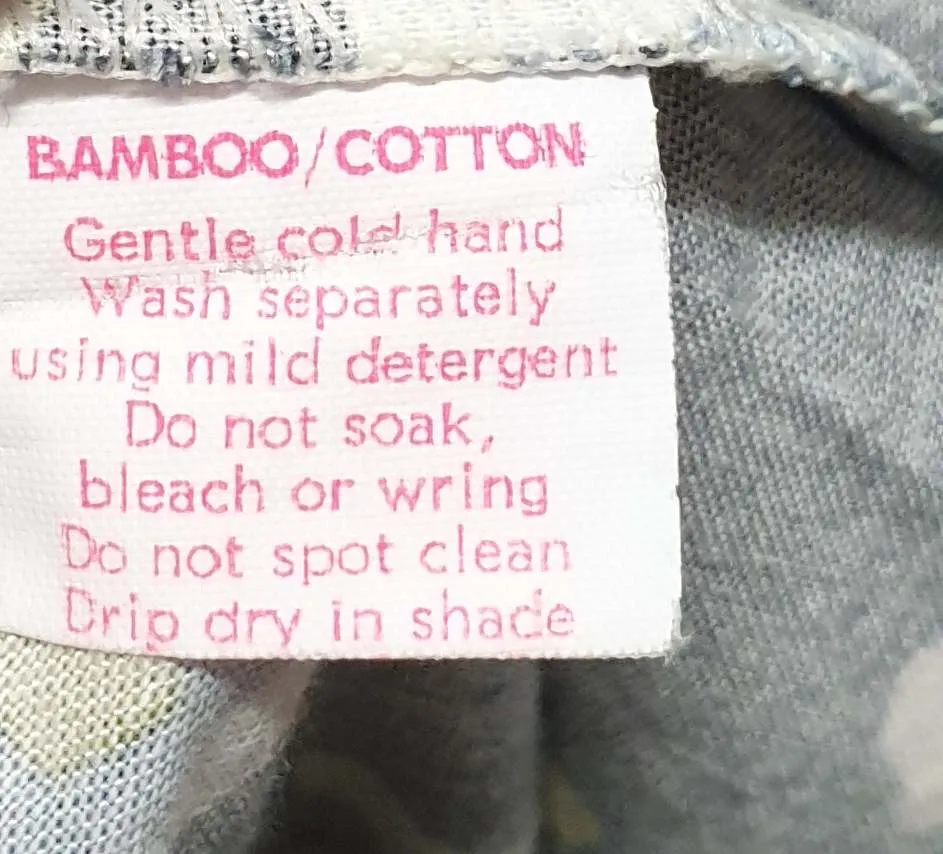 BAMBOO/COTTON
Gentle cold hand
Wash separately
using mild detergent
Do not soak,
bleach or wring
Do not spot clean
Drip dry in shade